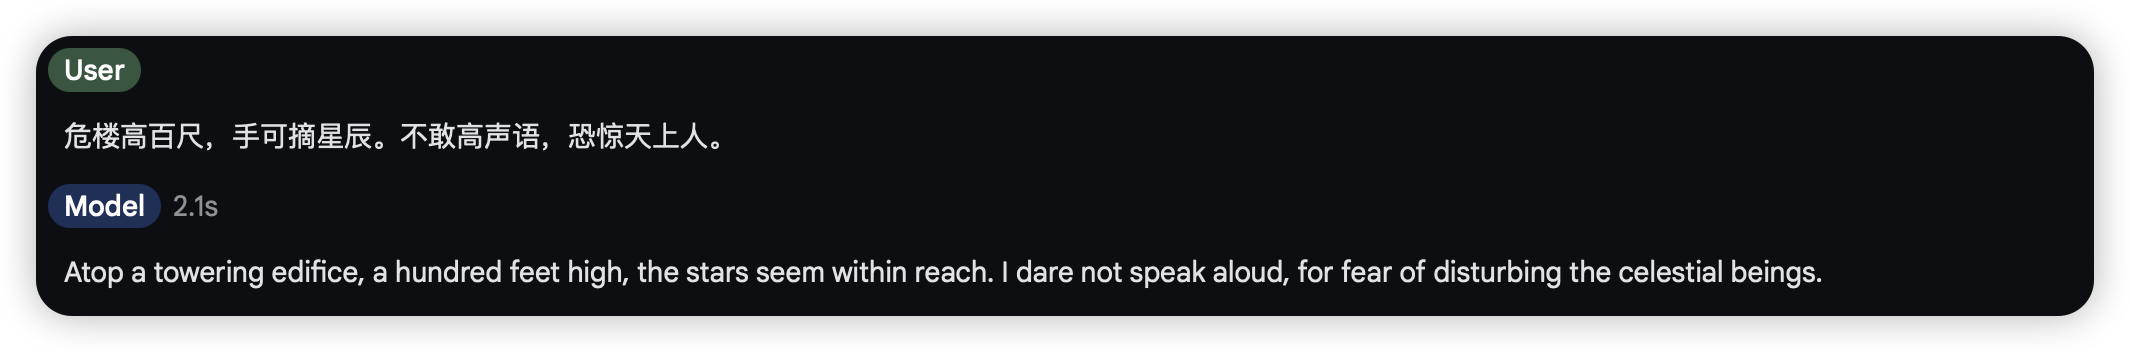 User
危楼高百尺，手可摘星辰。不敢高声语，恐惊天上人。
Model 2.1s
Atop a towering edifice, a hundred feet high, the stars seem within reach. I dare not speak aloud, for fear of disturbing the celestial beings.